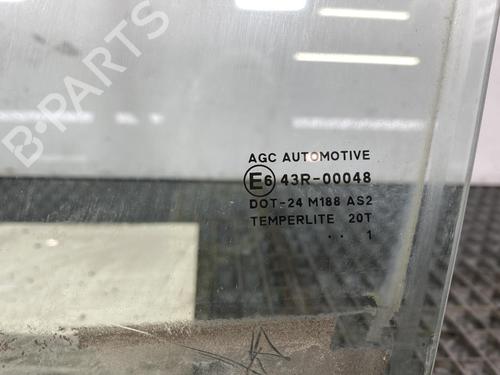 B-PARTS
AGC AUTOMOTIVE
E6 43R-00048
DOT-24 M188 AS2
TEMPERLITE 20T
. . 1